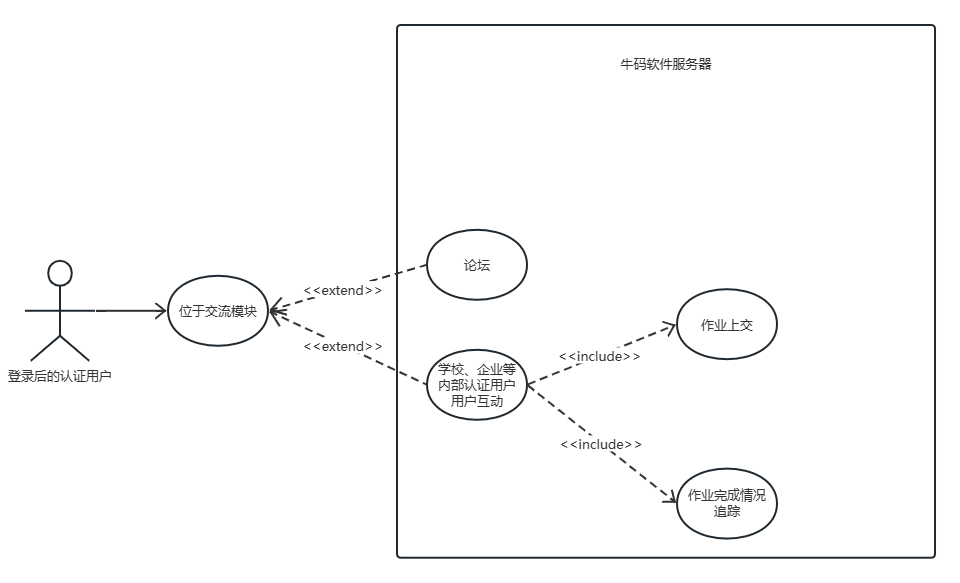 牛码软件服务器
论坛
<<extend>>
位于交流模块
作业上交
<<extend>>
<<include>>
登录后的认证用户
学校、企业等
内部认证用户
用户互动
<<include>>
作业完成情况
追踪